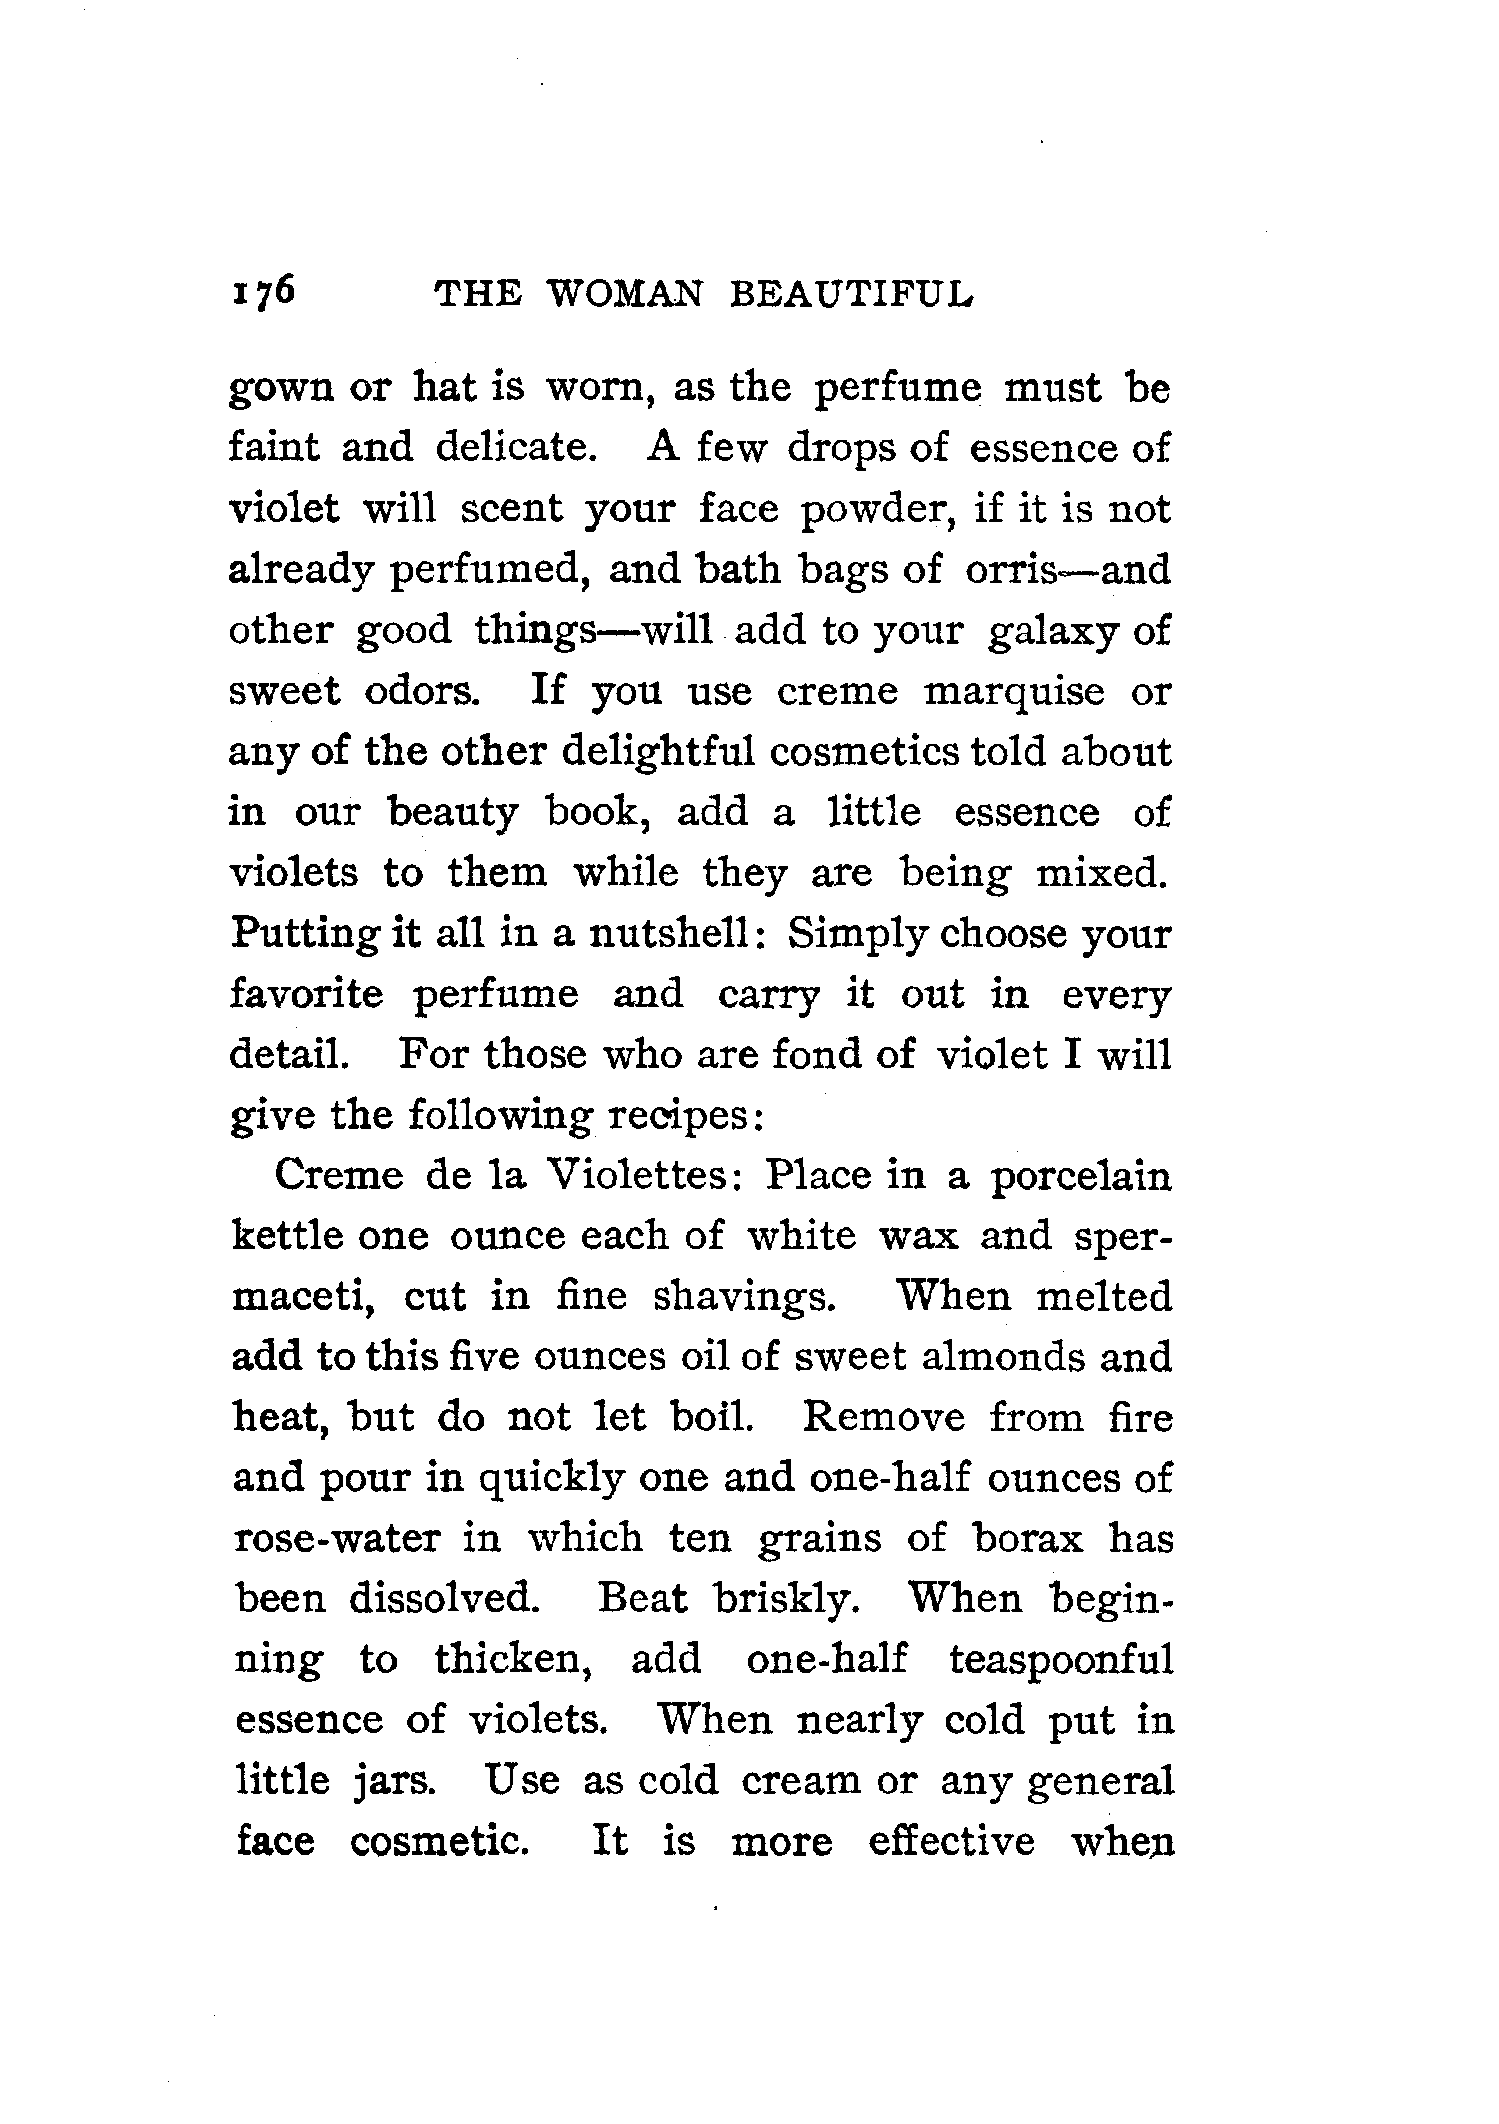 176 THE WOMAN BEAUTIFUL
gown or hat is worn, as the perfume must be
faint and delicate. A few drops of essence of
violet will scent your face powder, if it is not
already perfumed, and bath bags of orris—and
other good things—will add to your galaxy of
sweet odors. If you use creme marquise or
any of the other delightful cosmetics told about
in our beauty book, add a little essence of
violets to them while they are being mixed.
Putting it all in a nutshell: Simply choose your
favorite perfume and carry it out in every
detail. For those who are fond of violet I will
give the following recipes:
Creme de la Violettes: Place in a porcelain
kettle one ounce each of white wax and sper-
maceti, cut in fine shavings. When melted
add to this five ounces oil of sweet almonds and
heat, but do not let boil. Remove from fire
and pour in quickly one and one-half ounces of
rose-water in which ten grains of borax has
been dissolved. Beat briskly. When begin-
ning to thicken, add one-half teaspoonful
essence of violets. When nearly cold put in
little jars. Use as cold cream or any general
face cosmetic. It is more effective when